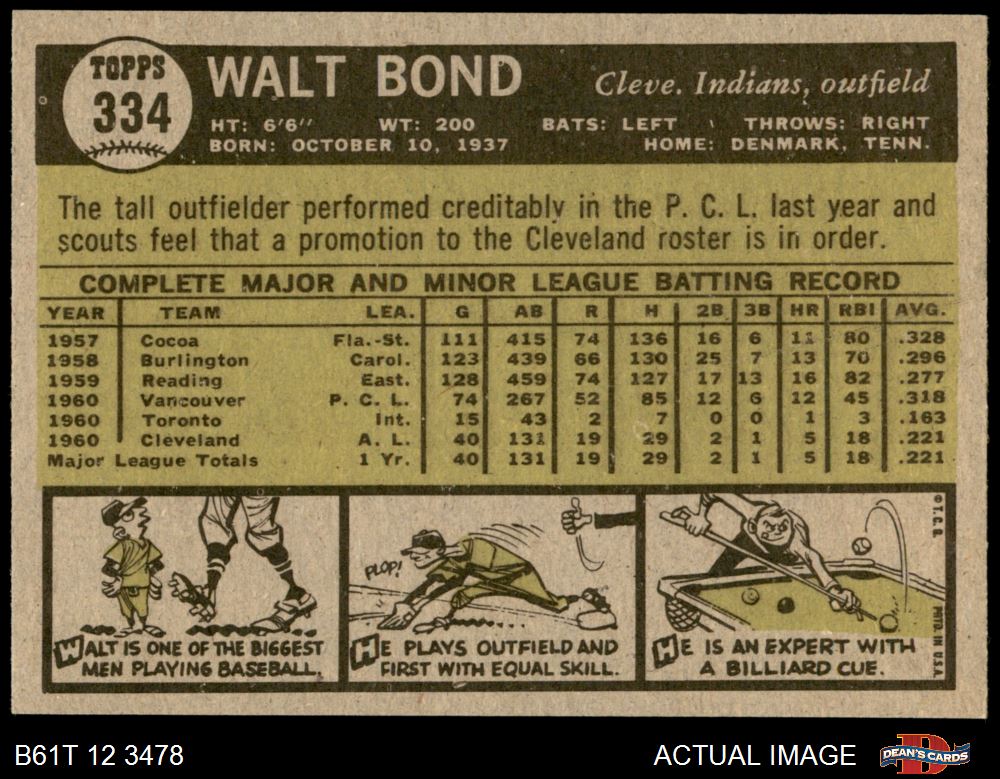 TOPPS
334
WALT BOND
Cleve. Indians, outfield
HT: 6'6" WT: 200 BATS: LEFT THROWS: RIGHT
BORN: OCTOBER 10, 1937 HOME: DENMARK, TENN.
The tall outfielder performed creditably in the P. C. L. last year and
scouts feel that a promotion to the Cleveland roster is in order.
COMPLETE MAJOR AND MINOR LEAGUE BATTING RECORD
YEAR TEAM LEA. G AB R H 2B 3B HR RBI AVG.
1957 Cocoa Fla.-St. 111 415 74 136 16 6 11 80 .328
1958 Burlington Carol. 123 439 66 130 25 7 13 70 .296
1959 Reading East. 128 459 74 127 17 13 16 82 .277
1960 Vancouver P. C. L. 74 267 52 85 12 6 12 45 .318
1960 Toronto Int. 15 43 2 7 0 0 1 3 .163
1960 Cleveland A. L. 40 131 19 29 2 1 5 18 .221
Major League Totals 1 Yr. 40 131 19 29 2 1 5 18 .221
WALT IS ONE OF THE BIGGEST
MEN PLAYING BASEBALL.
PLOP!
HE PLAYS OUTFIELD AND
FIRST WITH EQUAL SKILL.
HE IS AN EXPERT WITH
A BILLIARD CUE.
© T. C. G.
PRTD. IN U.S.A.
B61T 12 3478
ACTUAL IMAGE
DEAN'S CARDS